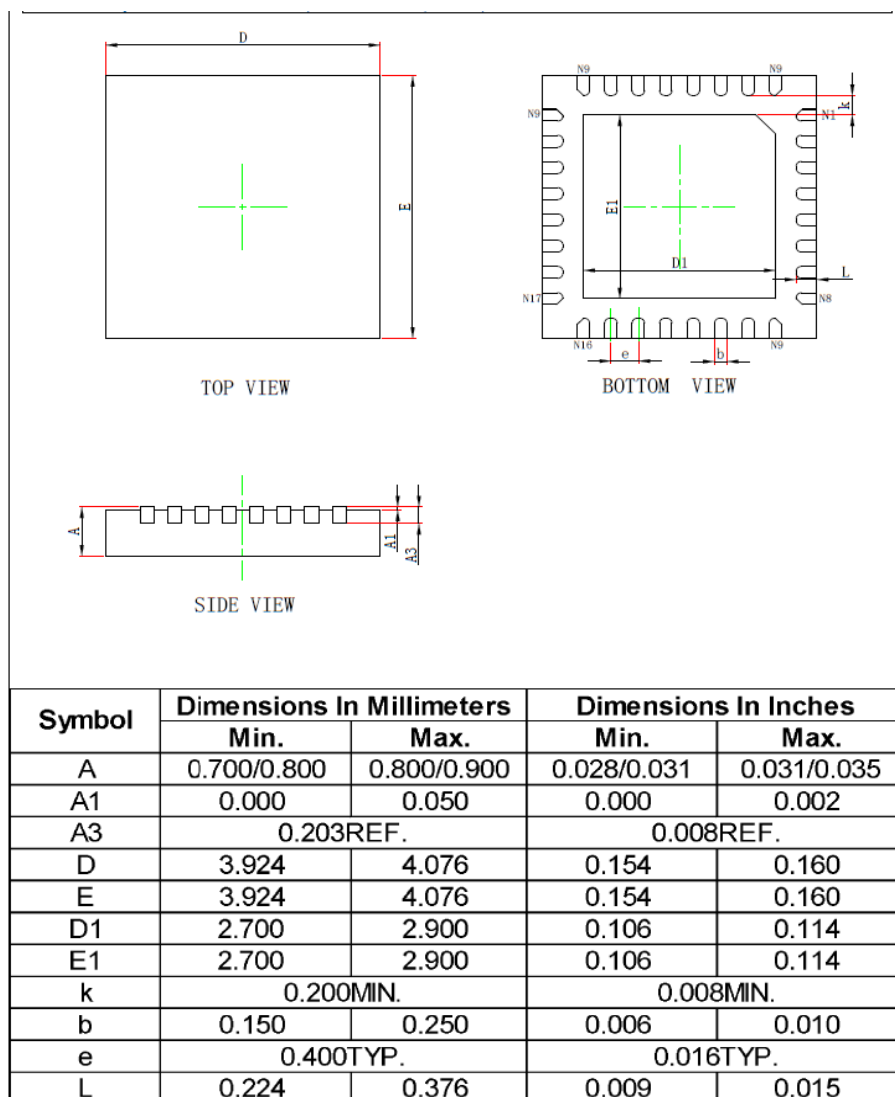 D
E
TOP VIEW
N9 N9
N9 N1
k
E1
D1
L
N17 N8
N16 N9
e b
BOTTOM VIEW
A
A1
A3
SIDE VIEW
Symbol Dimensions In Millimeters Dimensions In Inches
Min. Max. Min. Max.
A 0.700/0.800 0.800/0.900 0.028/0.031 0.031/0.035
A1 0.000 0.050 0.000 0.002
A3 0.203REF. 0.008REF.
D 3.924 4.076 0.154 0.160
E 3.924 4.076 0.154 0.160
D1 2.700 2.900 0.106 0.114
E1 2.700 2.900 0.106 0.114
k 0.200MIN. 0.008MIN.
b 0.150 0.250 0.006 0.010
e 0.400TYP. 0.016TYP.
L 0.224 0.376 0.009 0.015